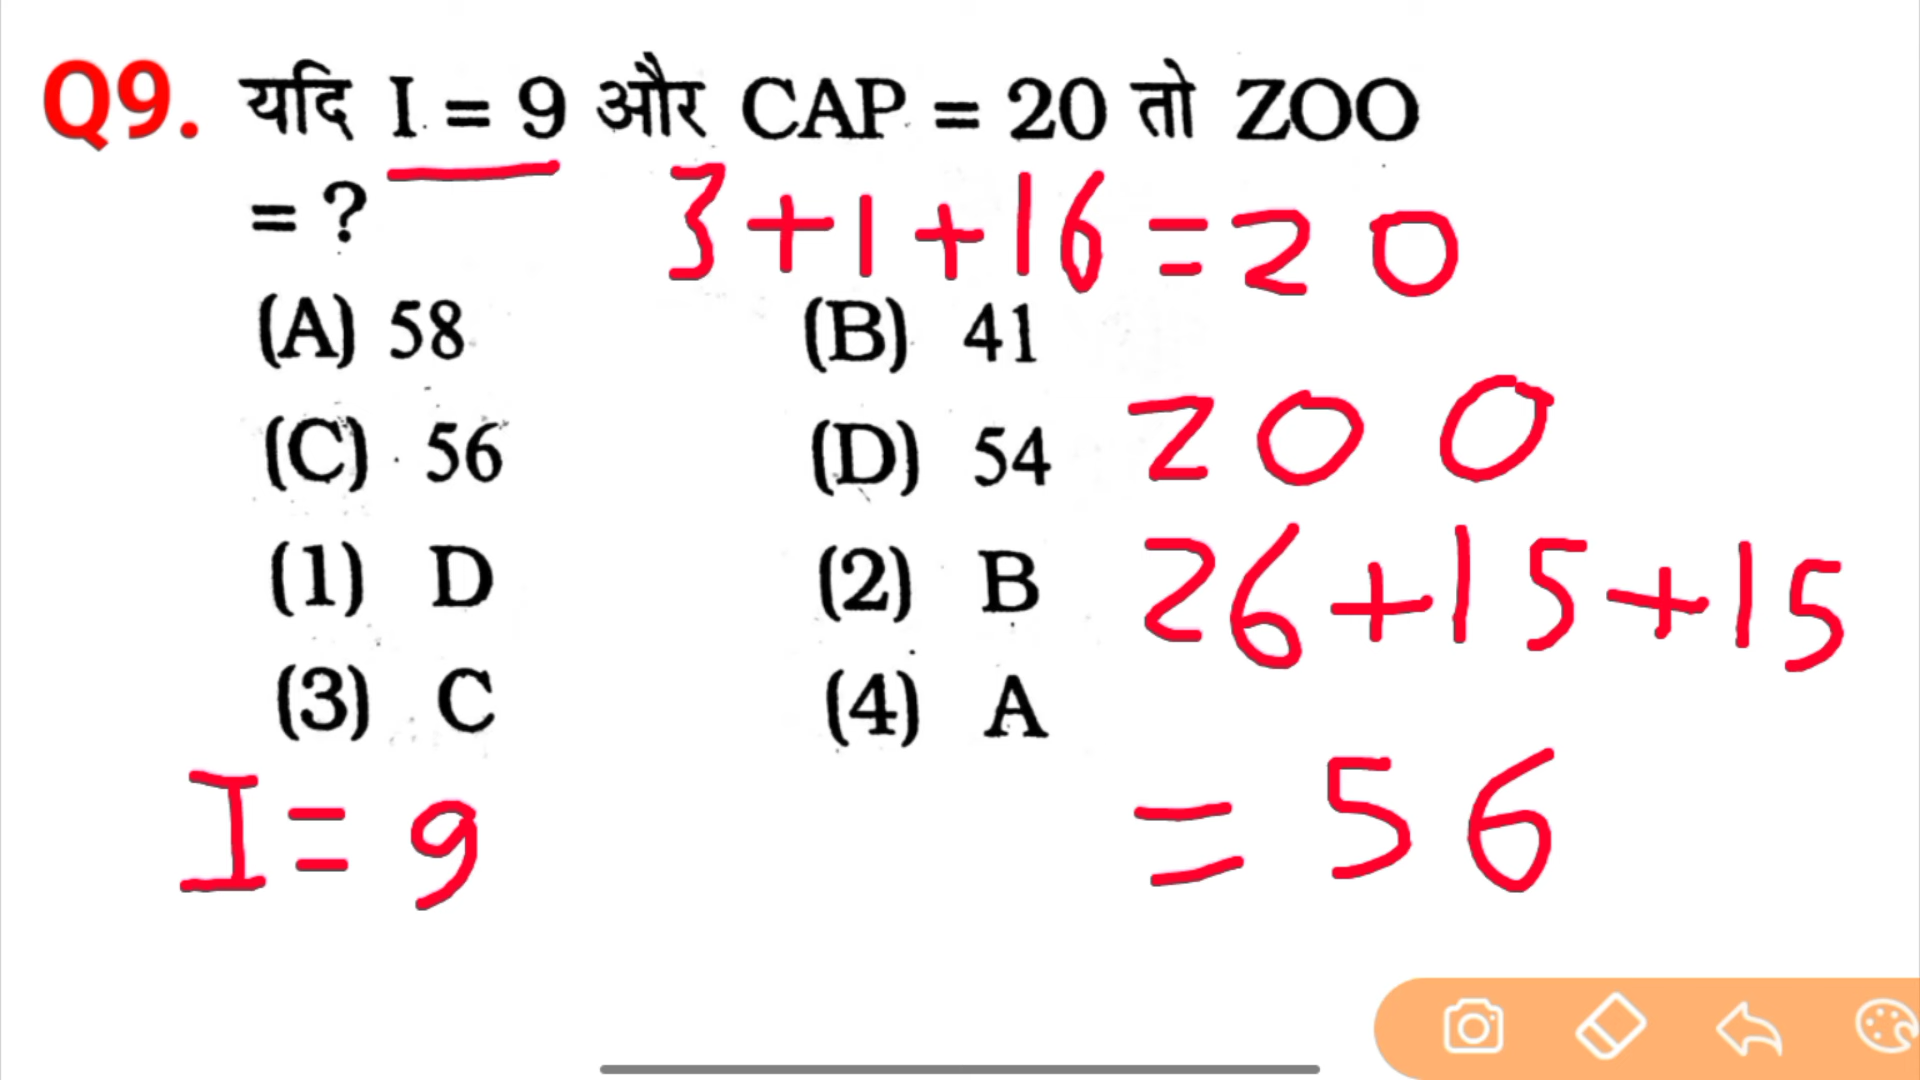 Q9. यदि I = 9 और CAP = 20 तो ZOO
= ?
3+1+16=20
(A) 58 (B) 41
(C) 56 (D) 54
ZOO
(1) D (2) B
26+15+15
(3) C (4) A
I=9
=56